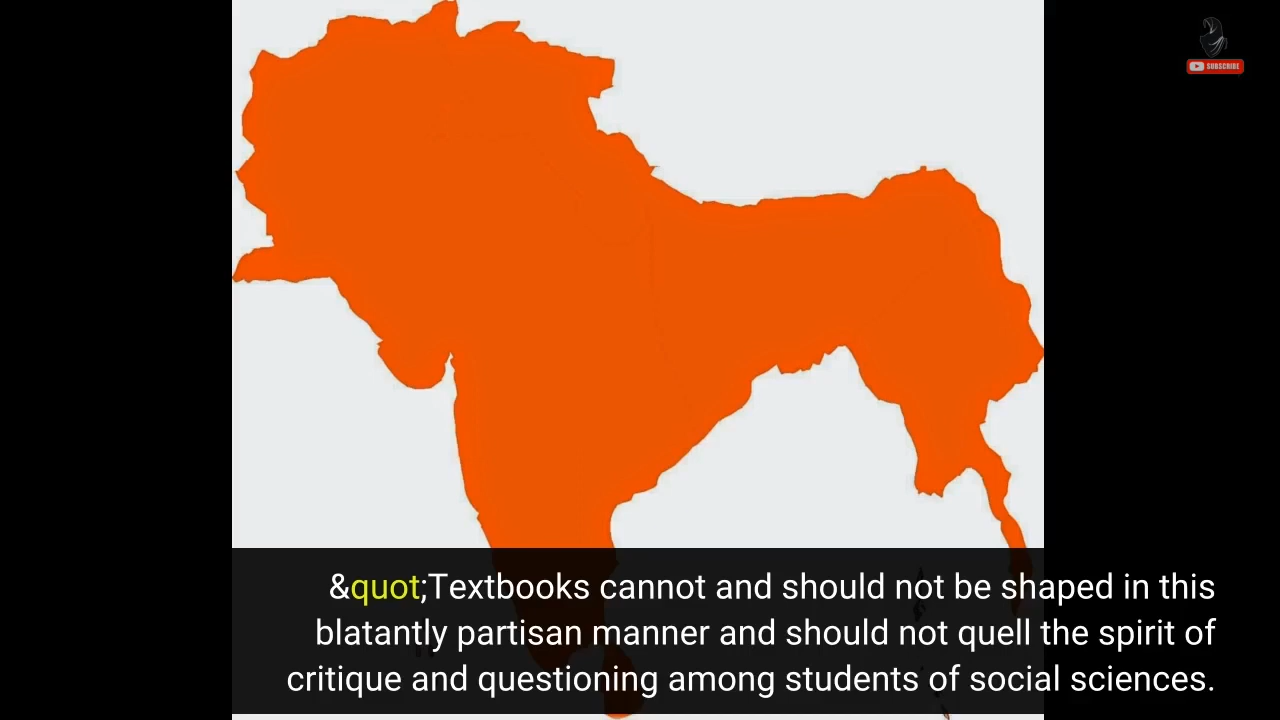 SUBSCRIBE
&quot;Textbooks cannot and should not be shaped in this
blatantly partisan manner and should not quell the spirit of
critique and questioning among students of social sciences.